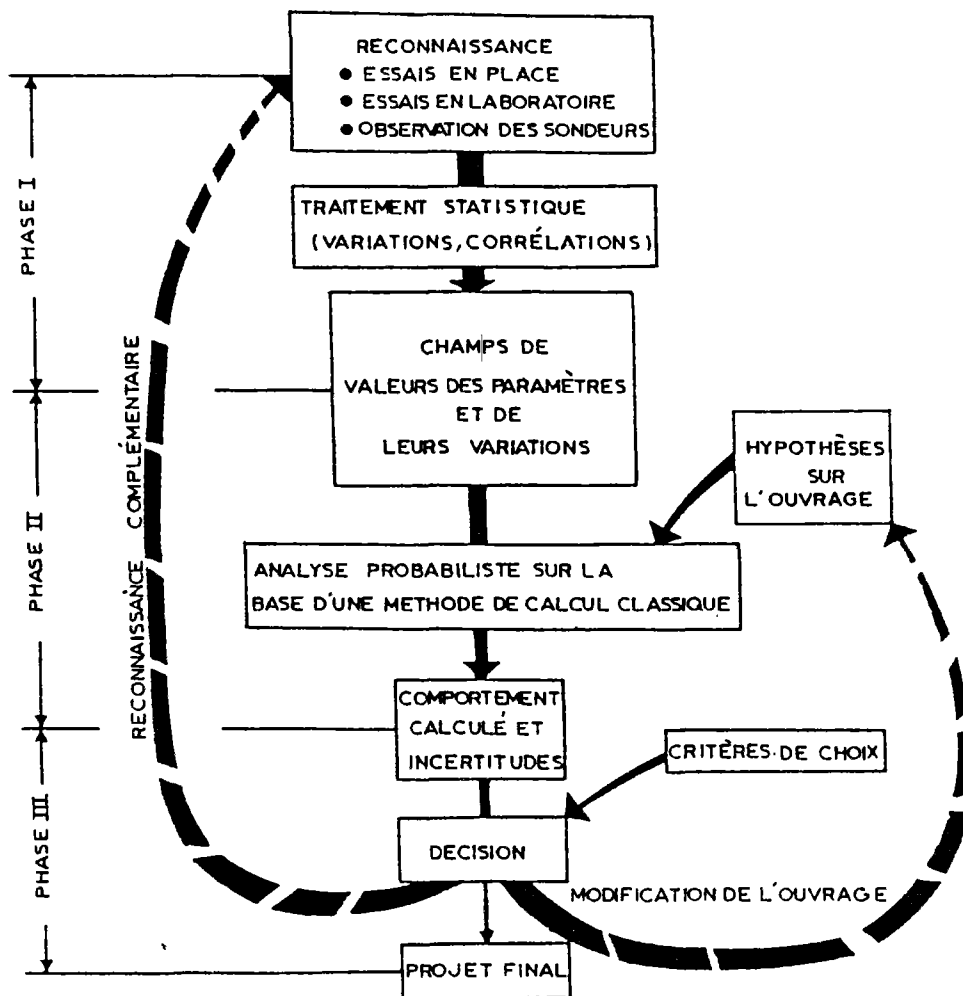 RECONNAISSANCE
• ESSAIS EN PLACE
• ESSAIS EN LABORATOIRE
• OBSERVATION DES SONDEURS
TRAITEMENT STATISTIQUE
(VARIATIONS, CORRÉLATIONS)
PHASE I
CHAMPS DE
VALEURS DES PARAMÈTRES
ET DE
LEURS VARIATIONS
RECONNAISSANCE COMPLÉMENTAIRE
HYPOTHÈSES
SUR
L'OUVRAGE
PHASE II
ANALYSE PROBABILISTE SUR LA
BASE D'UNE METHODE DE CALCUL CLASSIQUE
COMPORTEMENT
CALCULÉ ET
INCERTITUDES
CRITÈRES DE CHOIX
PHASE III
DECISION
MODIFICATION DE L'OUVRAGE
PROJET FINAL